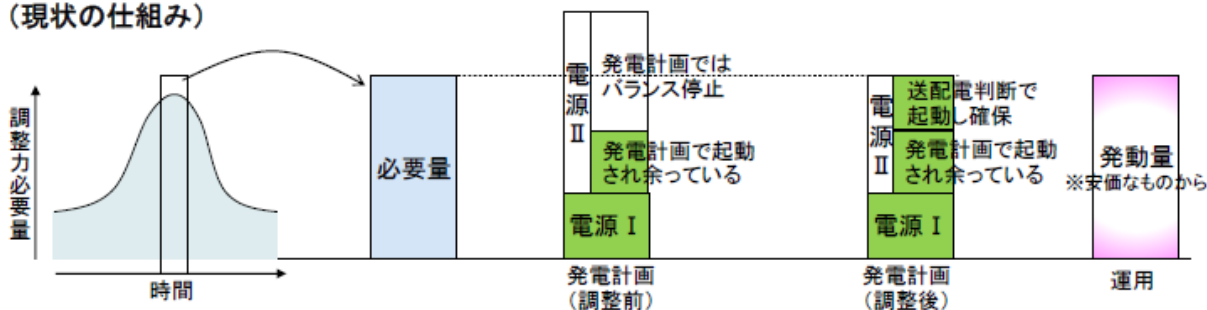 (現状の仕組み)
調整力必要量
時間
必要量
電源Ⅱ
発電計画では
バランス停止
発電計画で起動
され余っている
電源Ⅰ
発電計画
(調整前)
電源Ⅱ
送配電判断で
起動し確保
発電計画で起動
され余っている
電源Ⅰ
発電計画
(調整後)
発動量
※安価なものから
運用